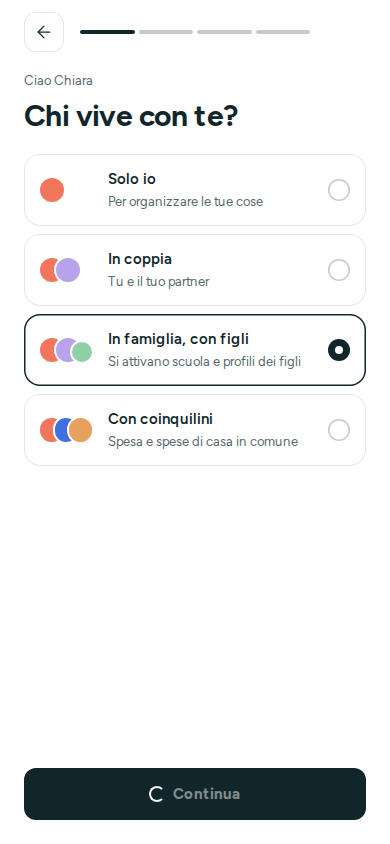 Ciao Chiara
Chi vive con te?
Solo io
Per organizzare le tue cose
In coppia
Tu e il tuo partner
In famiglia, con figli
Si attivano scuola e profili dei figli
Con coinquilini
Spesa e spese di casa in comune
Continua